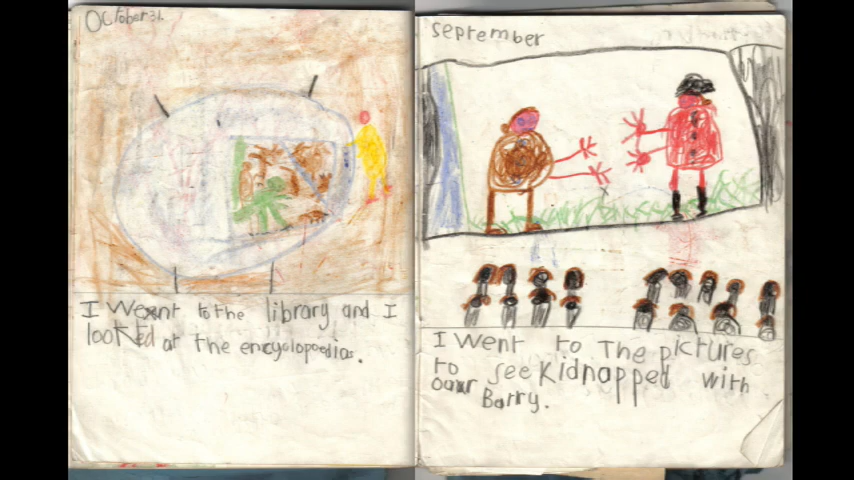 October 31.
I went to the library and I
looked at the encyclopoedias.
September
I went to The pictures
to see Kidnapped with
our Barry.